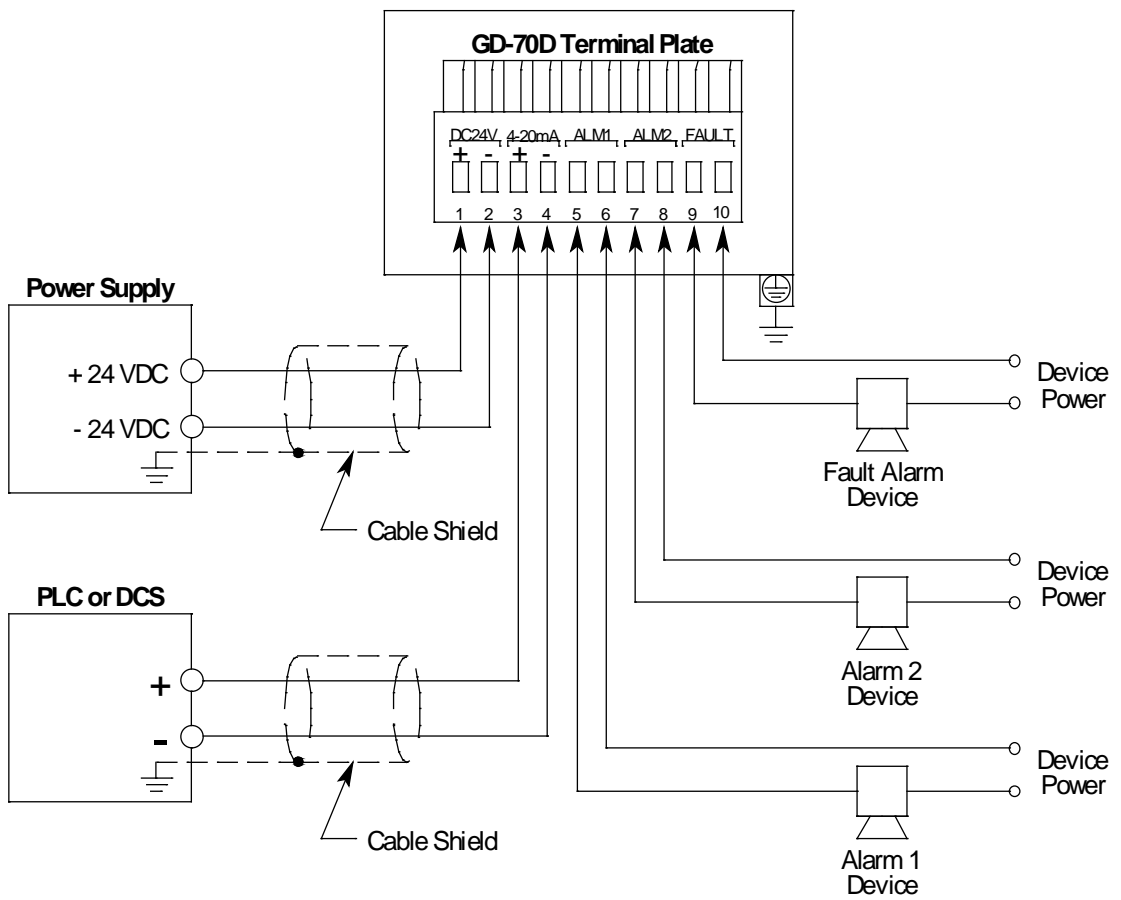 GD-70D Terminal Plate
DC24V 4-20mA ALM1 ALM2 FAULT
+ - + -
1 2 3 4 5 6 7 8 9 10
Power Supply
+ 24 VDC
- 24 VDC
Cable Shield
PLC or DCS
+
-
Cable Shield
Device
Power
Fault Alarm
Device
Device
Power
Alarm 2
Device
Device
Power
Alarm 1
Device